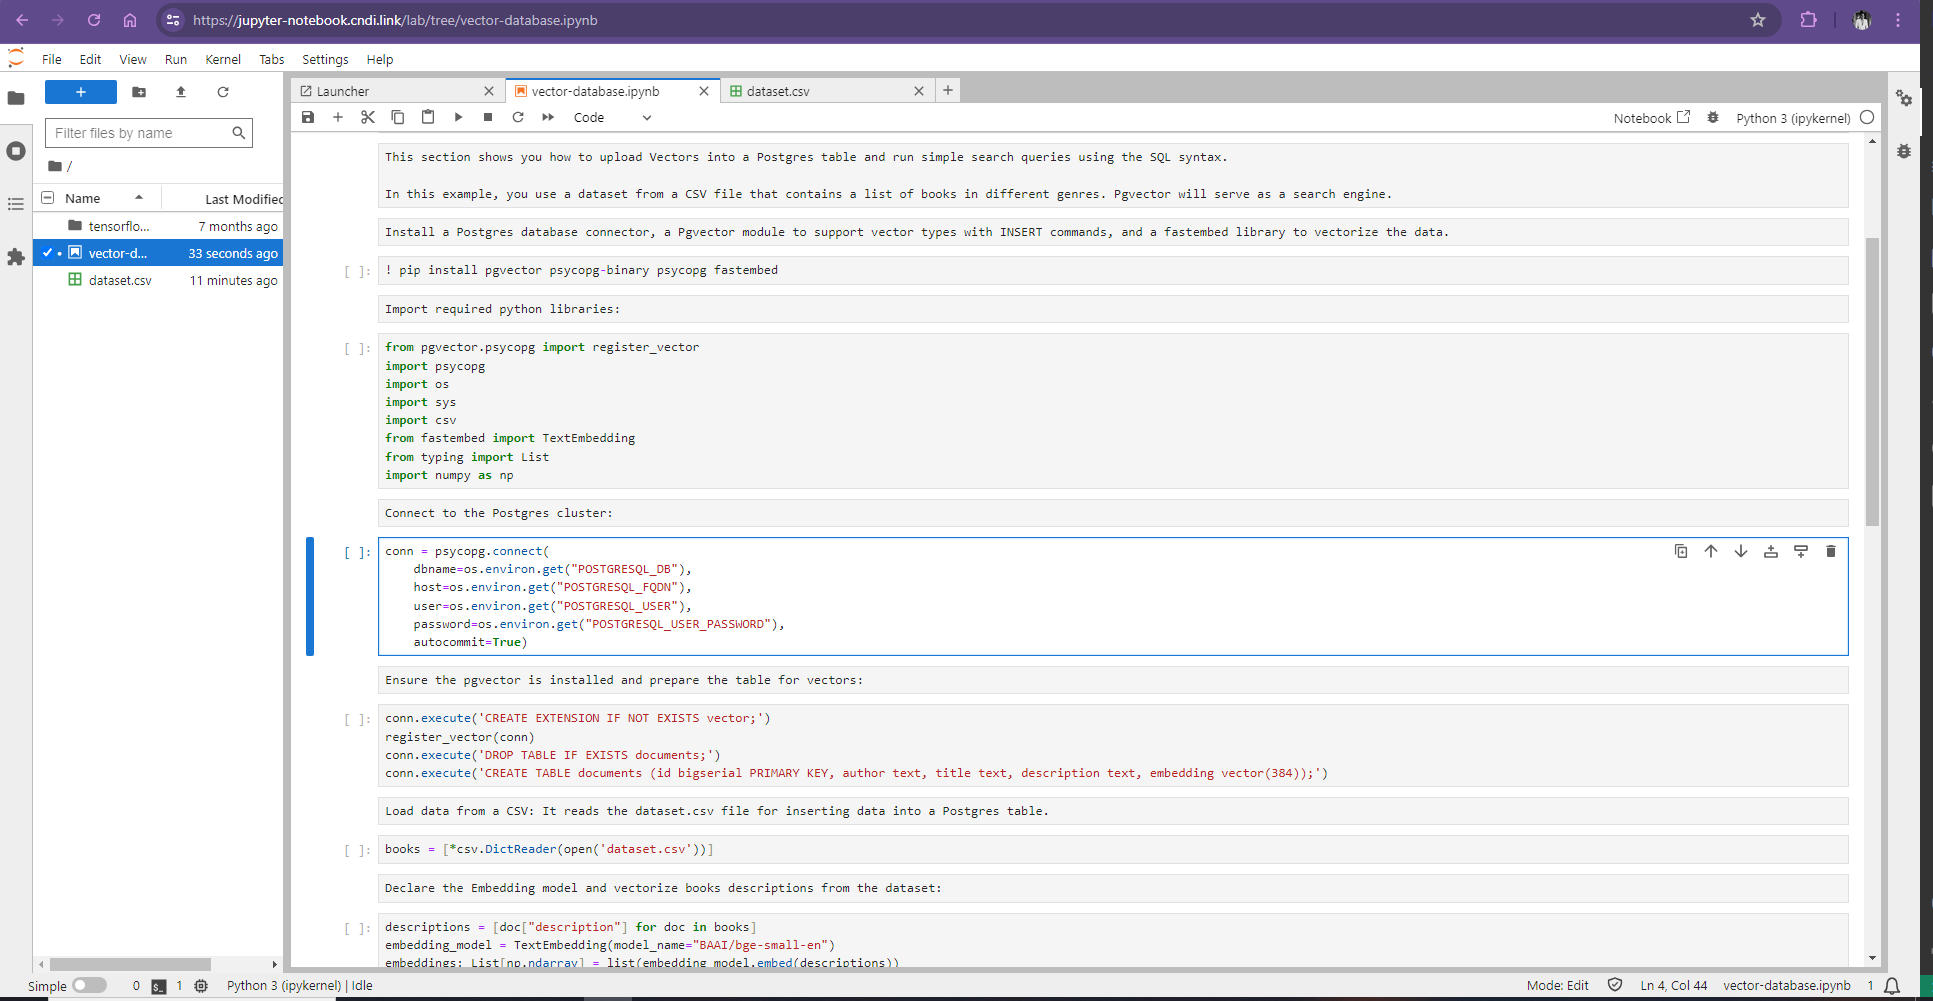 https://jupyter-notebook.cndi.link/lab/tree/vector-database.ipynb
File Edit View Run Kernel Tabs Settings Help
+
Filter files by name
/
Name Last Modified
tensorflo... 7 months ago
vector-d... 33 seconds ago
dataset.csv 11 minutes ago
Launcher
vector-database.ipynb
dataset.csv
Code
Notebook
Python 3 (ipykernel)
This section shows you how to upload Vectors into a Postgres table and run simple search queries using the SQL syntax.
In this example, you use a dataset from a CSV file that contains a list of books in different genres. Pgvector will serve as a search engine.
Install a Postgres database connector, a Pgvector module to support vector types with INSERT commands, and a fastembed library to vectorize the data.
[ ]: ! pip install pgvector psycopg-binary psycopg fastembed
Import required python libraries:
[ ]: from pgvector.psycopg import register_vector
import psycopg
import os
import sys
import csv
from fastembed import TextEmbedding
from typing import List
import numpy as np
Connect to the Postgres cluster:
[ ]: conn = psycopg.connect(
dbname=os.environ.get("POSTGRESQL_DB"),
host=os.environ.get("POSTGRESQL_FQDN"),
user=os.environ.get("POSTGRESQL_USER"),
password=os.environ.get("POSTGRESQL_USER_PASSWORD"),
autocommit=True)
Ensure the pgvector is installed and prepare the table for vectors:
[ ]: conn.execute('CREATE EXTENSION IF NOT EXISTS vector;')
register_vector(conn)
conn.execute('DROP TABLE IF EXISTS documents;')
conn.execute('CREATE TABLE documents (id bigserial PRIMARY KEY, author text, title text, description text, embedding vector(384));')
Load data from a CSV: It reads the dataset.csv file for inserting data into a Postgres table.
[ ]: books = [*csv.DictReader(open('dataset.csv'))]
Declare the Embedding model and vectorize books descriptions from the dataset:
[ ]: descriptions = [doc["description"] for doc in books]
embedding_model = TextEmbedding(model_name="BAAI/bge-small-en")
embeddings: List[np.ndarray] = list(embedding_model.embed(descriptions))
Simple 0 $_ 1 Python 3 (ipykernel) | Idle
Mode: Edit Ln 4, Col 44 vector-database.ipynb 1